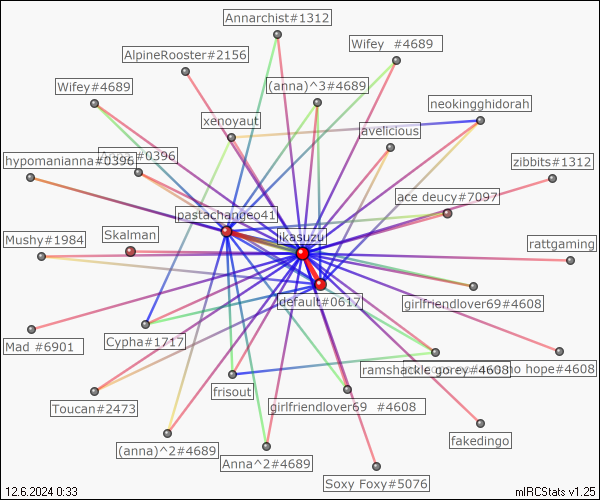 Annarchist#1312
Wifey #4689
AlpineRooster#2156
Wifey#4689
(anna)^3#4689
neokingghidorah
xenoyaut
avelicious
hypomanianna#0396
#0396
zibbits#1312
ace deucy#7097
pastachange041
Skalman
ikasuzu
Mushy#1984
rattgaming
default#0617
girlfriendlover69#4608
Mad #6901
Cypha#1717
ramshackle gorey#4608
no hope#4608
frisout
Toucan#2473
girlfriendlover69 #4608
(anna)^2#4689
fakedingo
Anna^2#4689
Soxy Foxy#5076
12.6.2024 0:33
mIRCStats v1.25